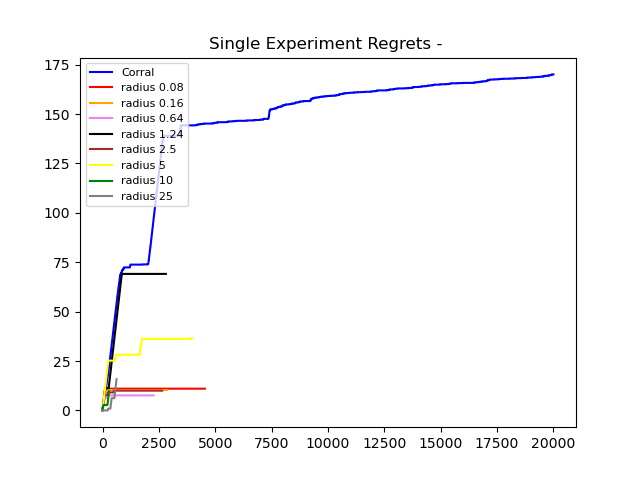 Single Experiment Regrets -
175
150
125
100
75
50
25
0
Corral
radius 0.08
radius 0.16
radius 0.64
radius 1.24
radius 2.5
radius 5
radius 10
radius 25
0 2500 5000 7500 10000 12500 15000 17500 20000